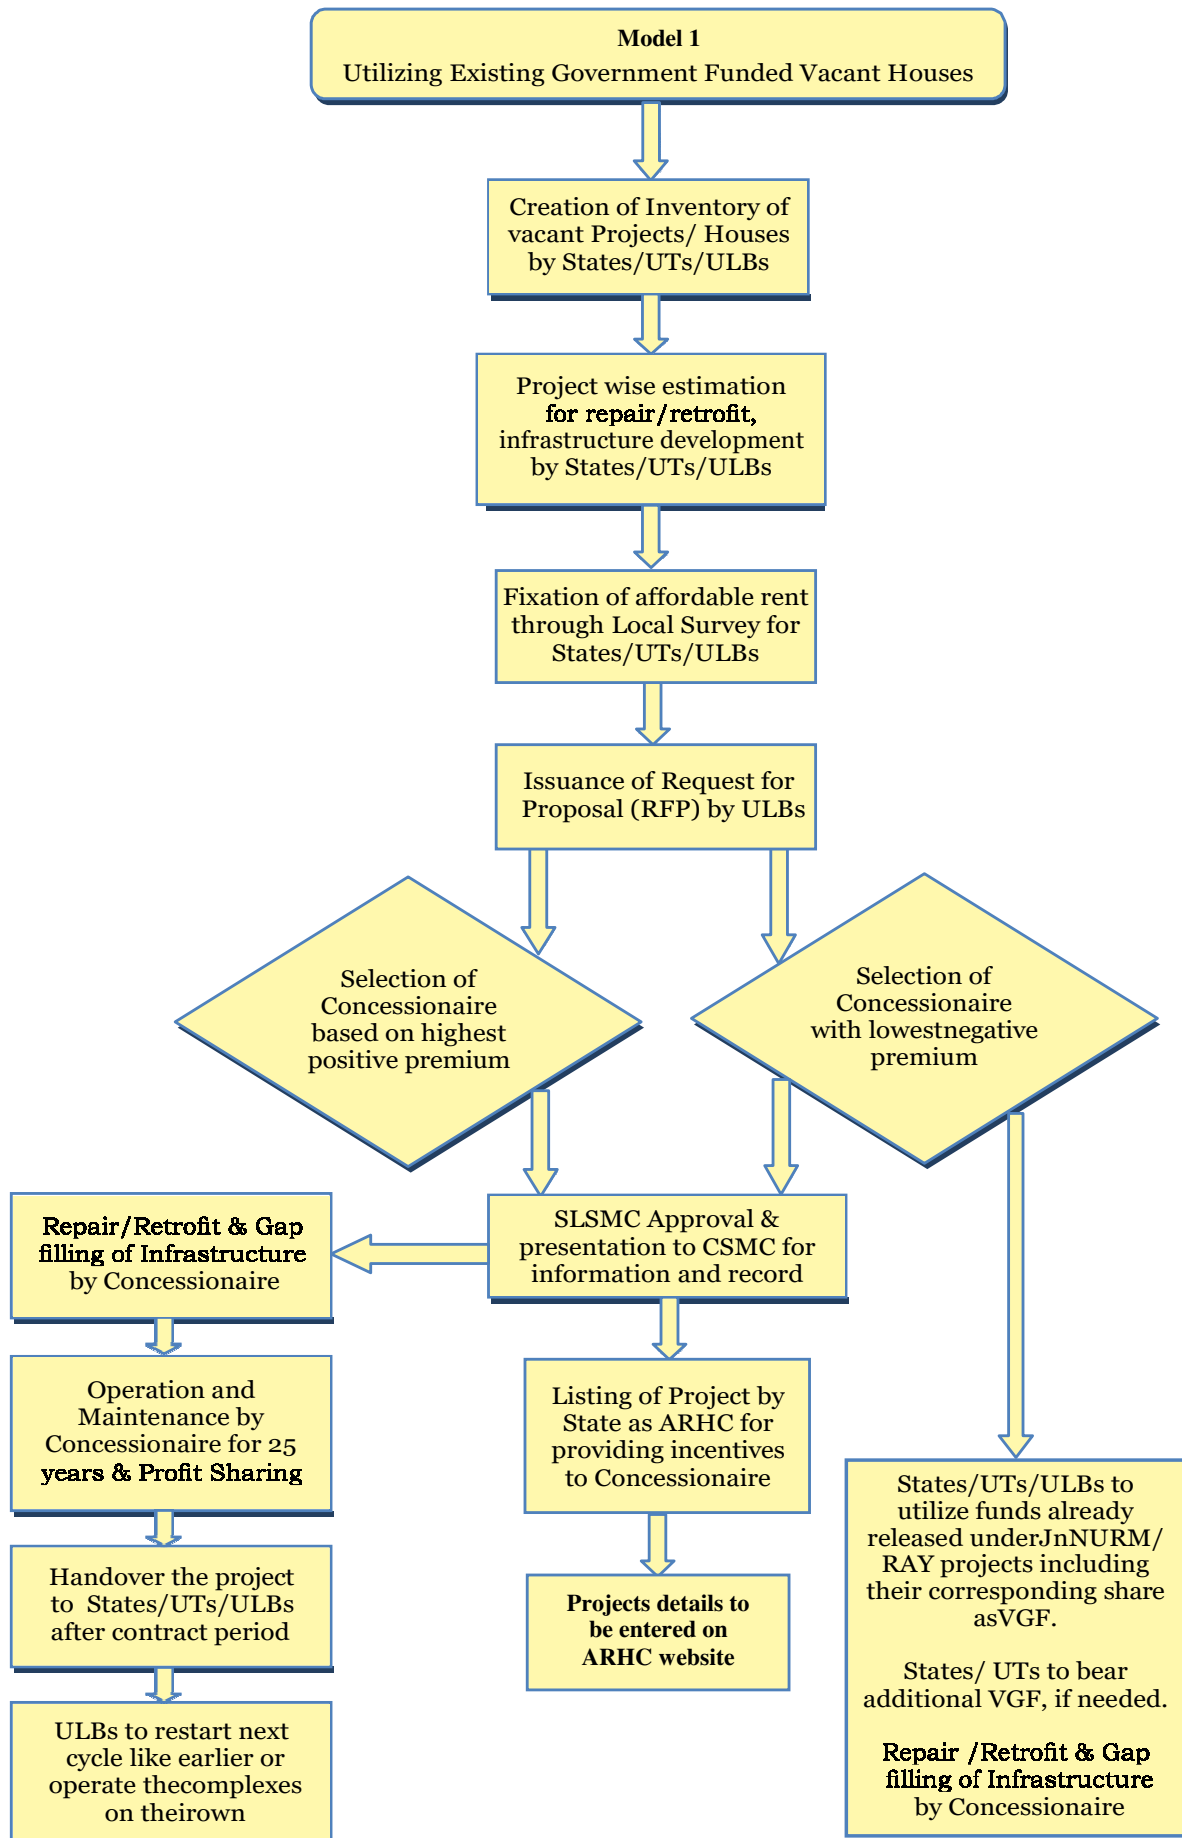 Model 1
Utilizing Existing Government Funded Vacant Houses
Creation of Inventory of
vacant Projects/ Houses
by States/UTs/ULBs
Project wise estimation
for repair/retrofit,
infrastructure development
by States/UTs/ULBs
Fixation of affordable rent
through Local Survey for
States/UTs/ULBs
Issuance of Request for
Proposal (RFP) by ULBs
Selection of
Concessionaire
based on highest
positive premium
Selection of
Concessionaire
with lowestnegative
premium
SLSMC Approval &
presentation to CSMC for
information and record
Repair/Retrofit & Gap
filling of Infrastructure
by Concessionaire
Operation and
Maintenance by
Concessionaire for 25
years & Profit Sharing
Handover the project
to States/UTs/ULBs
after contract period
ULBs to restart next
cycle like earlier or
operate thecomplexes
on theirown
Listing of Project by
State as ARHC for
providing incentives
to Concessionaire
Projects details to
be entered on
ARHC website
States/UTs/ULBs to
utilize funds already
released underJnNURM/
RAY projects including
their corresponding share
asVGF.
States/ UTs to bear
additional VGF, if needed.
Repair /Retrofit & Gap
filling of Infrastructure
by Concessionaire